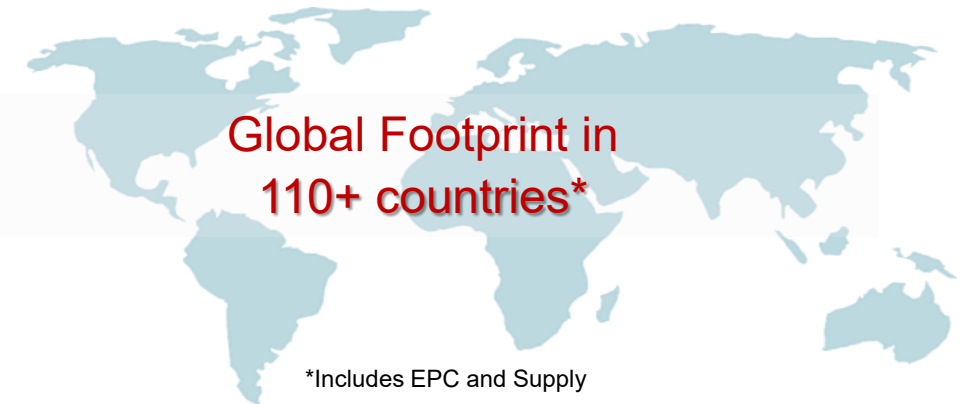 Global Footprint in
110+ countries*
*Includes EPC and Supply